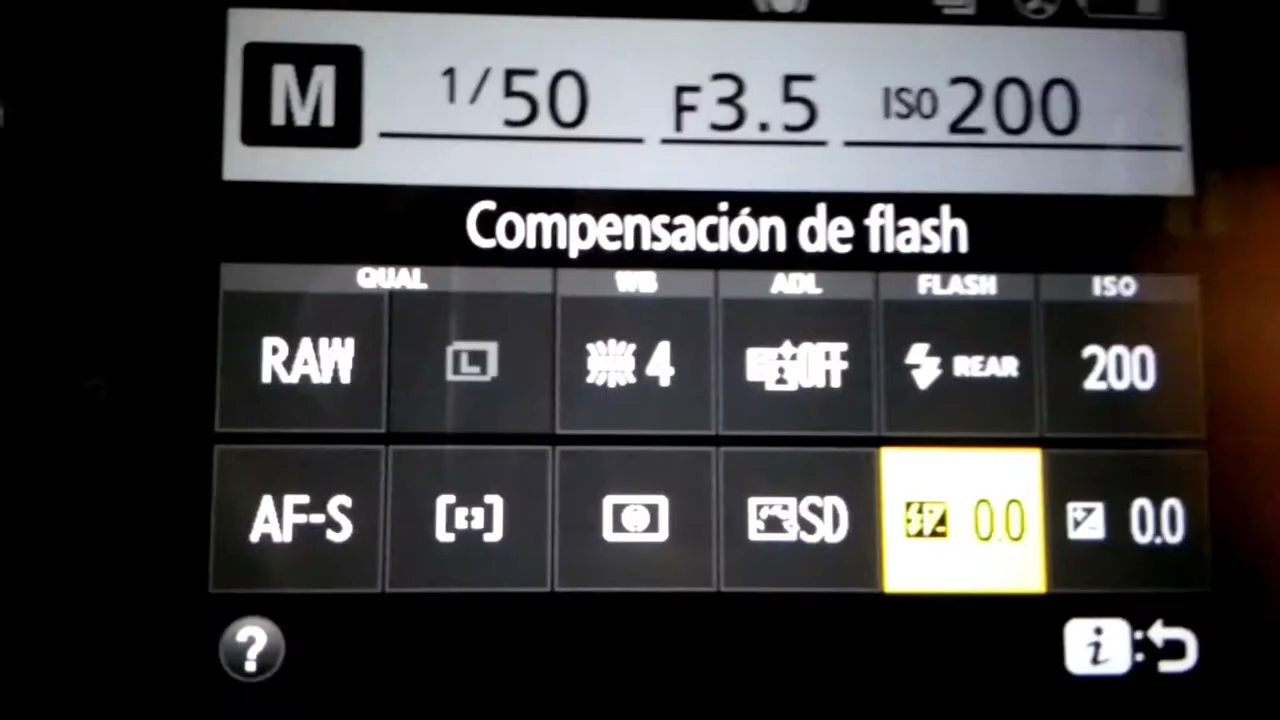 M 1/50 F3.5 ISO 200
Compensación de flash
QUAL WB ADL FLASH ISO
RAW L 4 OFF REAR 200
AF-S SD 0.0 0.0
? i